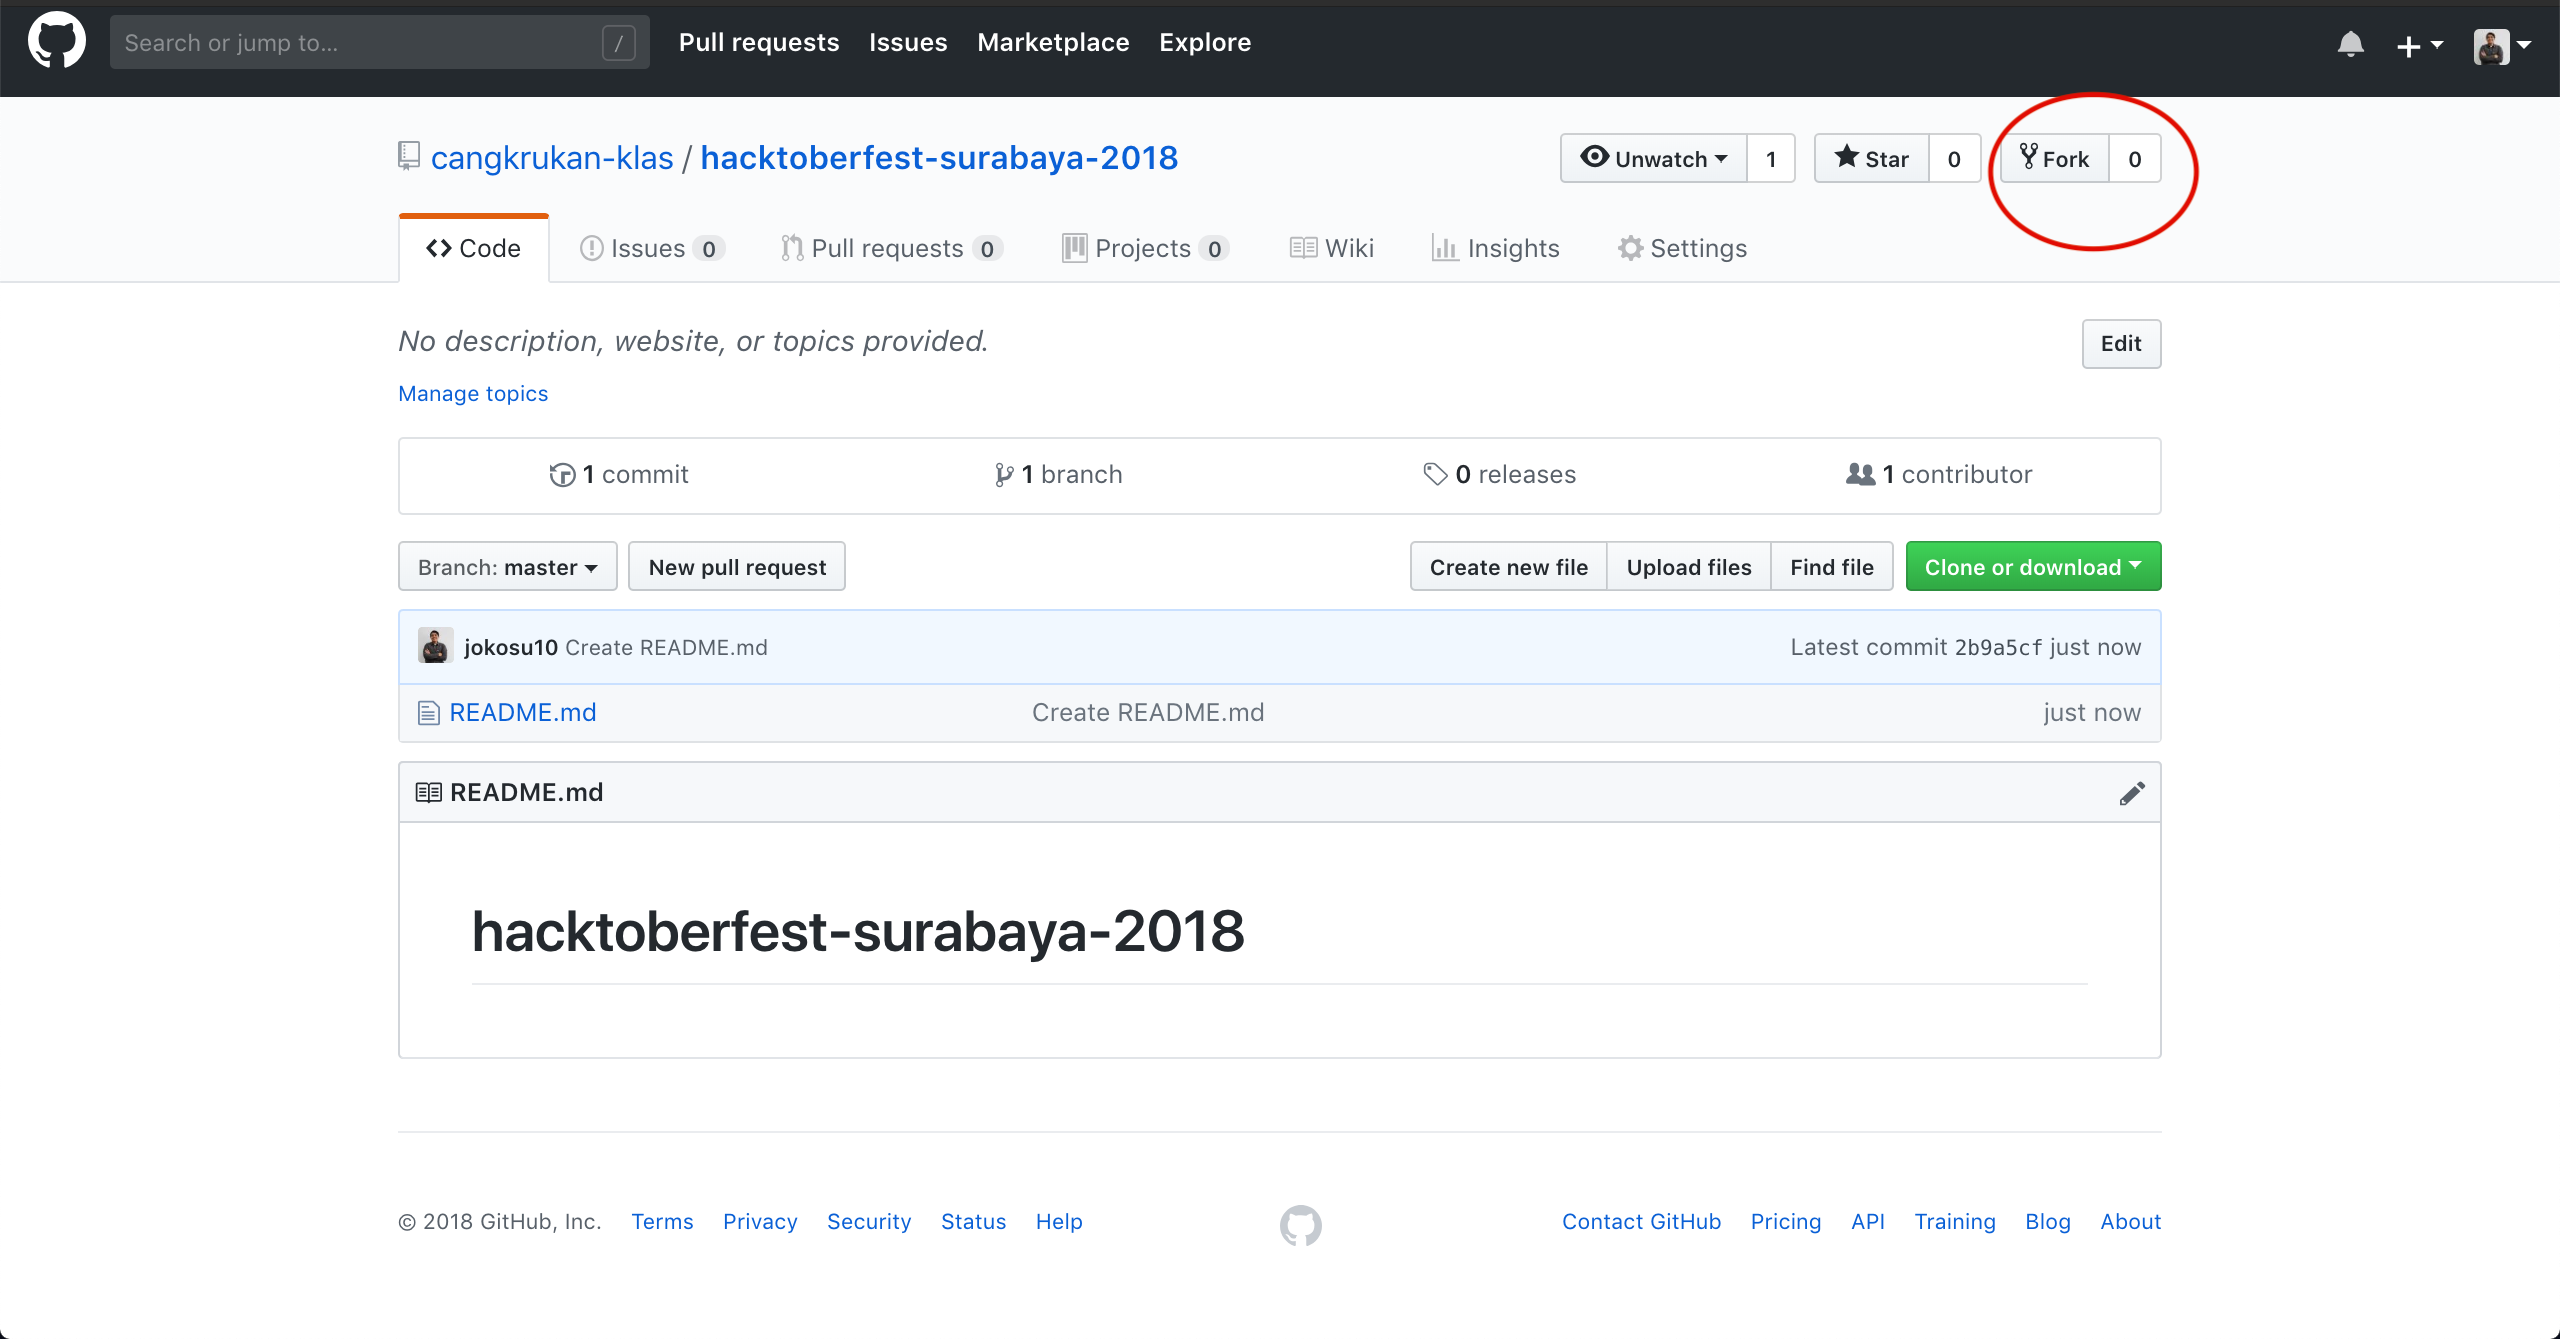 Search or jump to... / Pull requests Issues Marketplace Explore
cangkrukan-klas / hacktoberfest-surabaya-2018 Unwatch 1 Star 0 Fork 0
Code Issues 0 Pull requests 0 Projects 0 Wiki Insights Settings
No description, website, or topics provided. Edit
Manage topics
1 commit 1 branch 0 releases 1 contributor
Branch: master New pull request Create new file Upload files Find file Clone or download
jokosu10 Create README.md Latest commit 2b9a5cf just now
README.md Create README.md just now
README.md
hacktoberfest-surabaya-2018
© 2018 GitHub, Inc. Terms Privacy Security Status Help Contact GitHub Pricing API Training Blog About